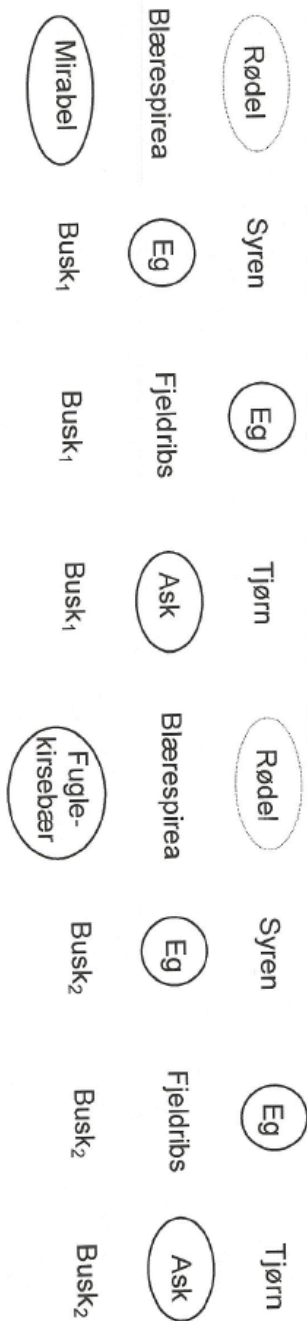 Rødel Syren Eg Tjørn Rødel Syren Eg Tjørn
Blærespirea Eg Fjeldribs Ask Blærespirea Eg Fjeldribs Ask
Mirabel Busk₁ Busk₁ Busk₁ Fugle-
kirsebær Busk₂ Busk₂ Busk₂